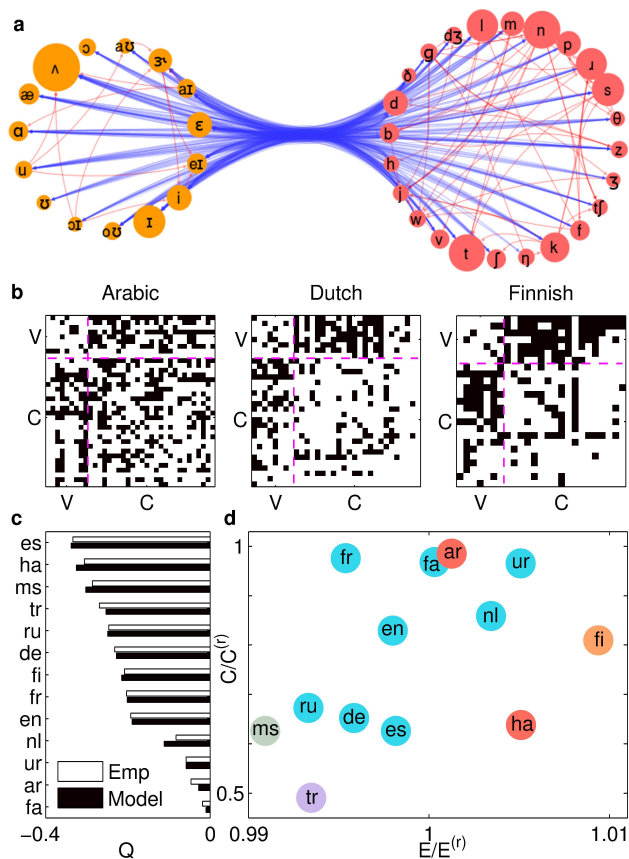 a
ʌ
ɔ
aʊ
ɝ
aɪ
æ
ɑ
ɛ
u
eɪ
ʊ
i
ɔɪ
oʊ
ɪ
ð
g
dʒ
l
m
n
p
ɹ
s
θ
z
ʒ
tʃ
f
k
ŋ
ʃ
t
v
w
j
h
b
d
b
Arabic
Dutch
Finnish
V
C
V C
V
C
V C
V
C
V C
c
es
ha
ms
tr
ru
de
fi
fr
en
nl
ur
ar
fa
Emp
Model
−0.4 0
Q
d
1
0.5
C/C(r)
fr
fa
ar
ur
en
nl
fi
ru
de
es
ms
ha
tr
0.99 1 1.01
E/E(r)